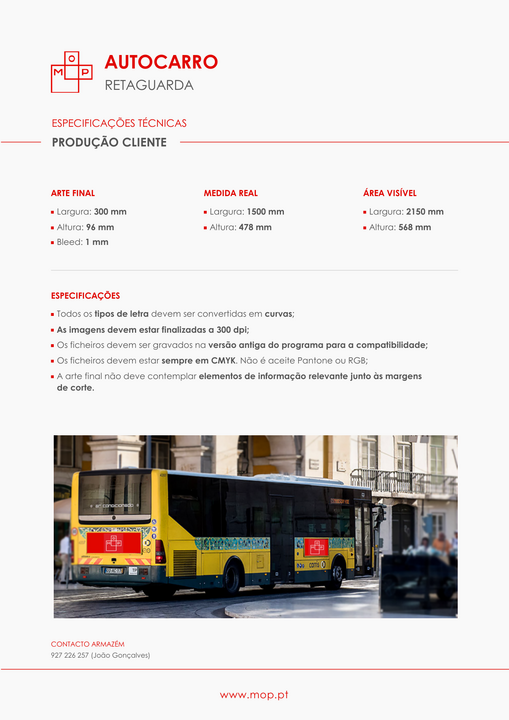 M O P
AUTOCARRO
RETAGUARDA
ESPECIFICAÇÕES TÉCNICAS
PRODUÇÃO CLIENTE
ARTE FINAL
Largura: 300 mm
Altura: 96 mm
Bleed: 1 mm
MEDIDA REAL
Largura: 1500 mm
Altura: 478 mm
ÁREA VISÍVEL
Largura: 2150 mm
Altura: 568 mm
ESPECIFICAÇÕES
Todos os tipos de letra devem ser convertidas em curvas;
As imagens devem estar finalizadas a 300 dpi;
Os ficheiros devem ser gravados na versão antiga do programa para a compatibilidade;
Os ficheiros devem estar sempre em CMYK. Não é aceite Pantone ou RGB;
A arte final não deve contemplar elementos de informação relevante junto às margens
de corte.
ar condicionado
CONTACTO ARMAZÉM
927 226 257 (João Gonçalves)
www.mop.pt